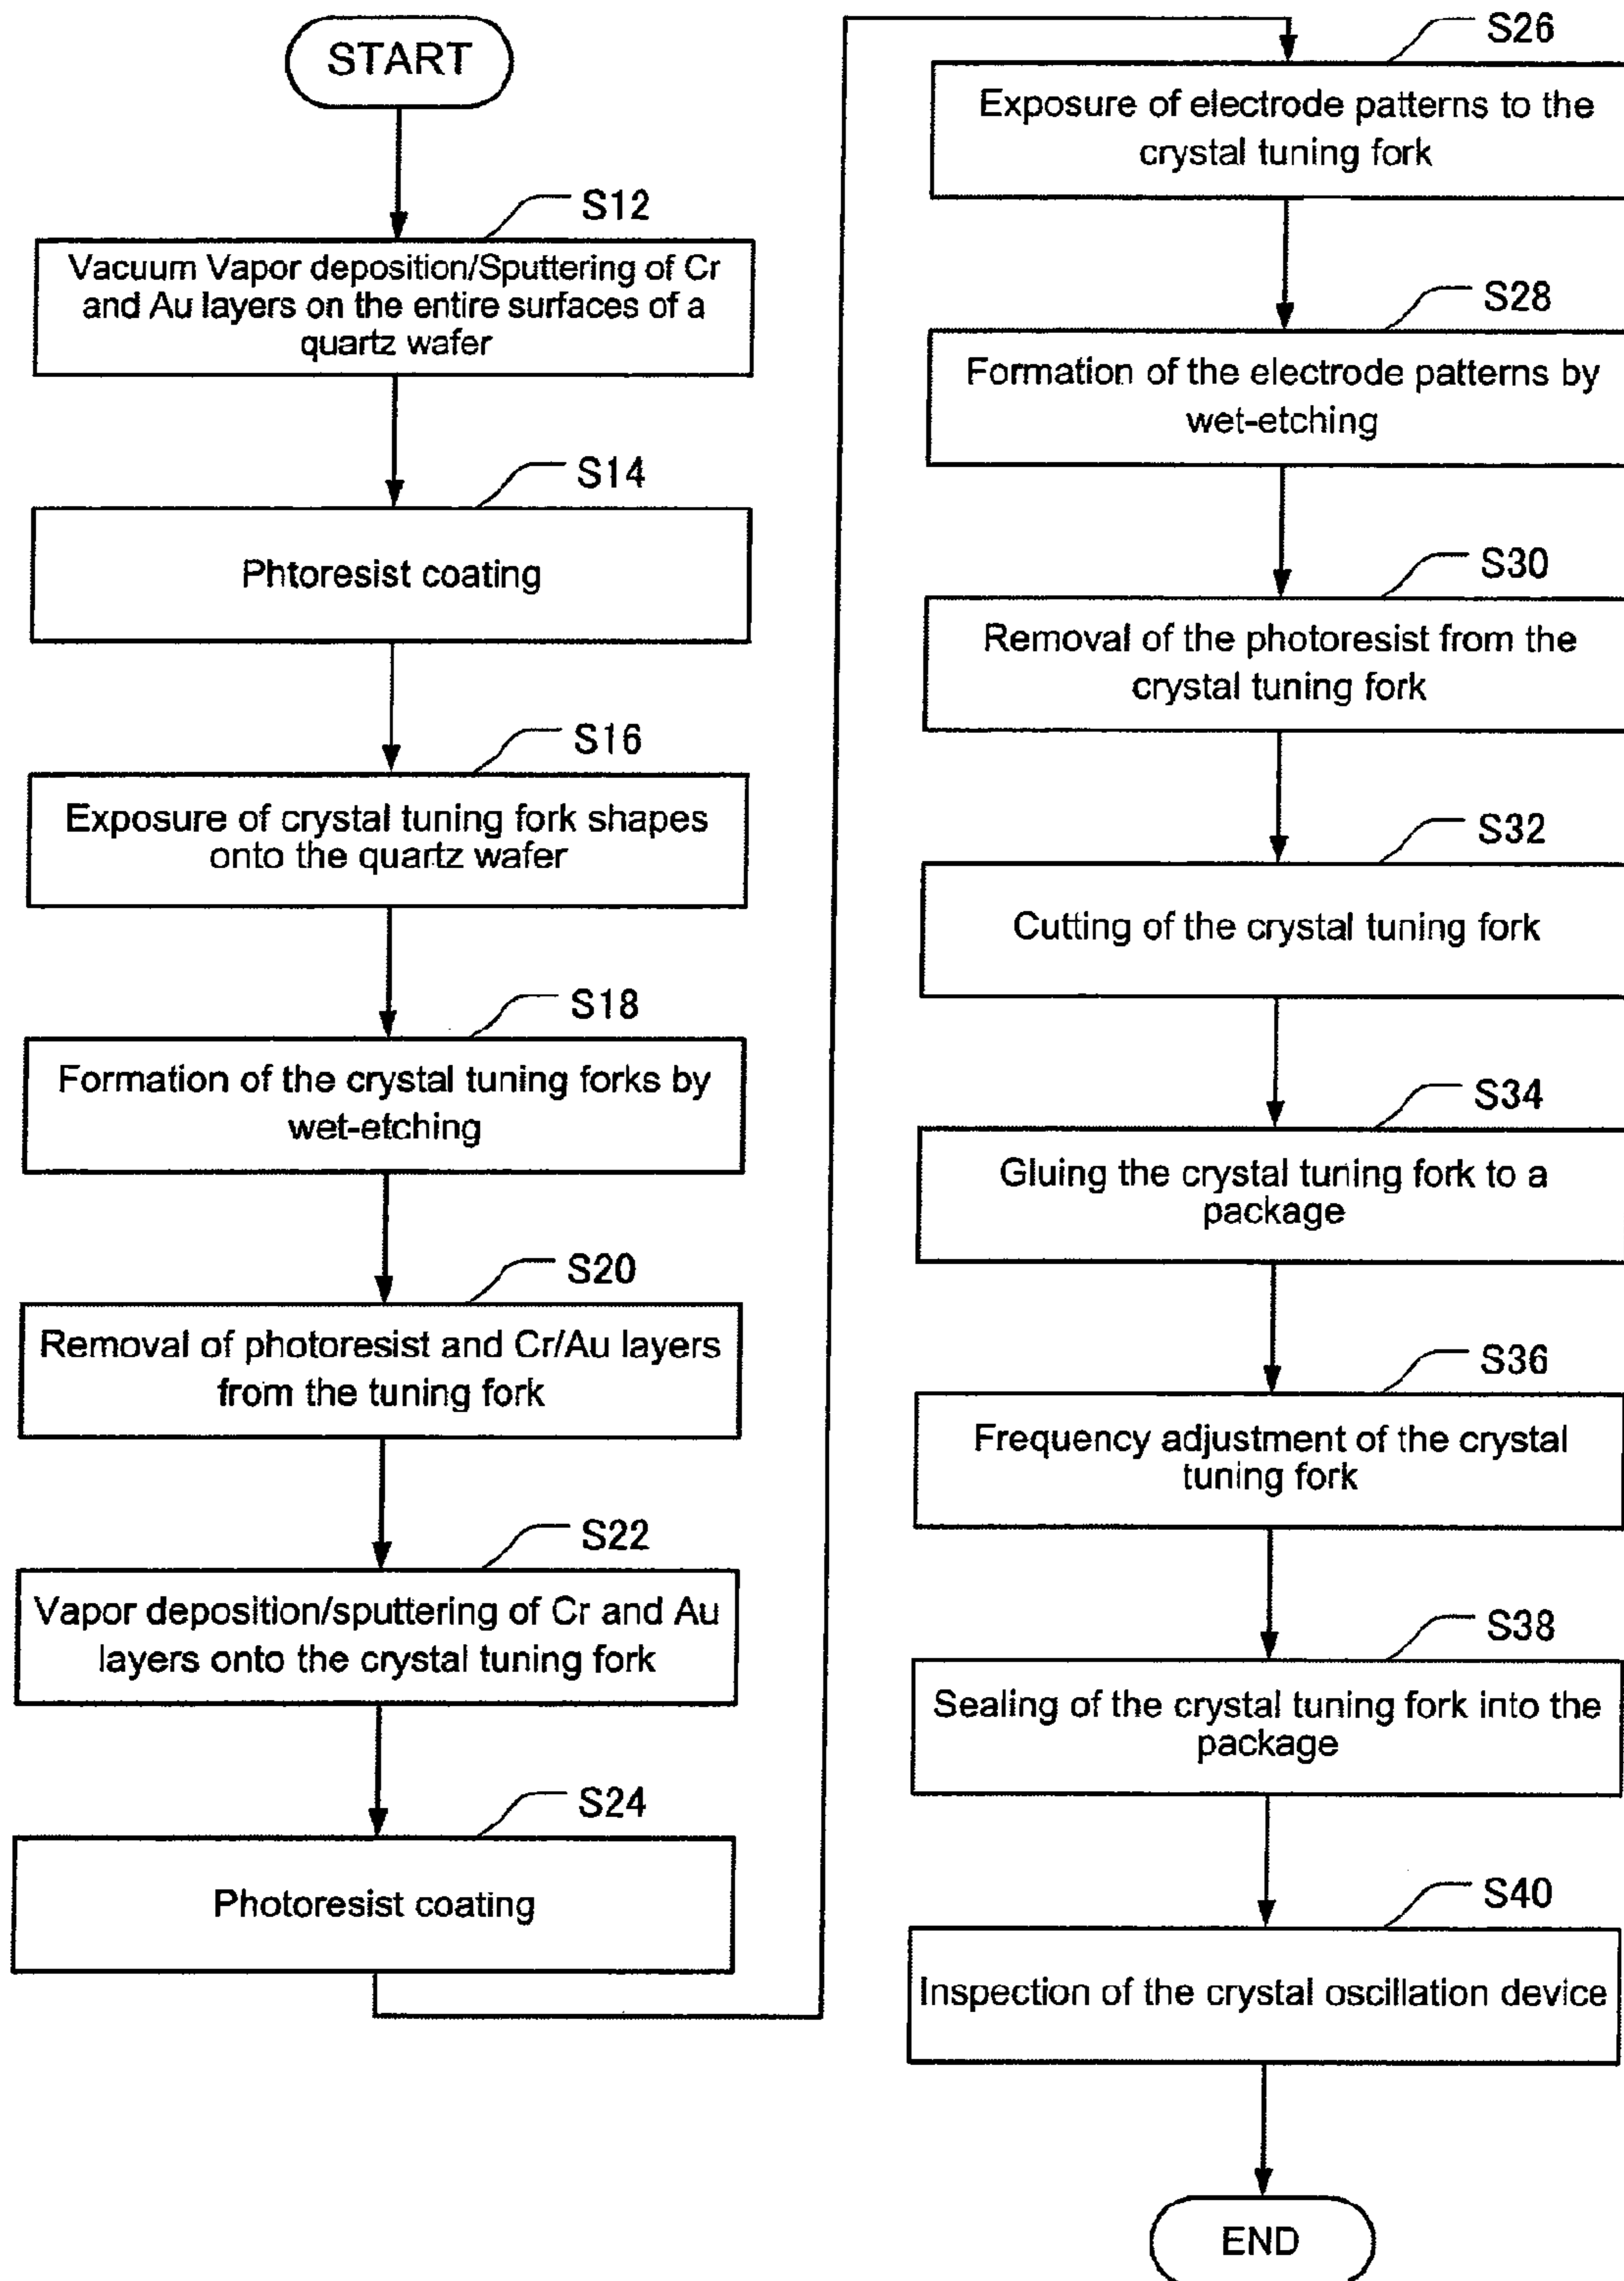 START
S12
Vacuum Vapor deposition/Sputtering of Cr
and Au layers on the entire surfaces of a
quartz wafer
S14
Phtoresist coating
S16
Exposure of crystal tuning fork shapes
onto the quartz wafer
S18
Formation of the crystal tuning forks by
wet-etching
S20
Removal of photoresist and Cr/Au layers
from the tuning fork
S22
Vapor deposition/sputtering of Cr and Au
layers onto the crystal tuning fork
S24
Photoresist coating
S26
Exposure of electrode patterns to the
crystal tuning fork
S28
Formation of the electrode patterns by
wet-etching
S30
Removal of the photoresist from the
crystal tuning fork
S32
Cutting of the crystal tuning fork
S34
Gluing the crystal tuning fork to a
package
S36
Frequency adjustment of the crystal
tuning fork
S38
Sealing of the crystal tuning fork into the
package
S40
Inspection of the crystal oscillation device
END